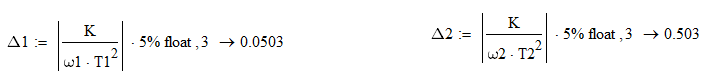 Δ1 := |K / (ω1 · T1²)| · 5% float , 3 → 0.0503
Δ2 := |K / (ω2 · T2²)| · 5% float , 3 → 0.503